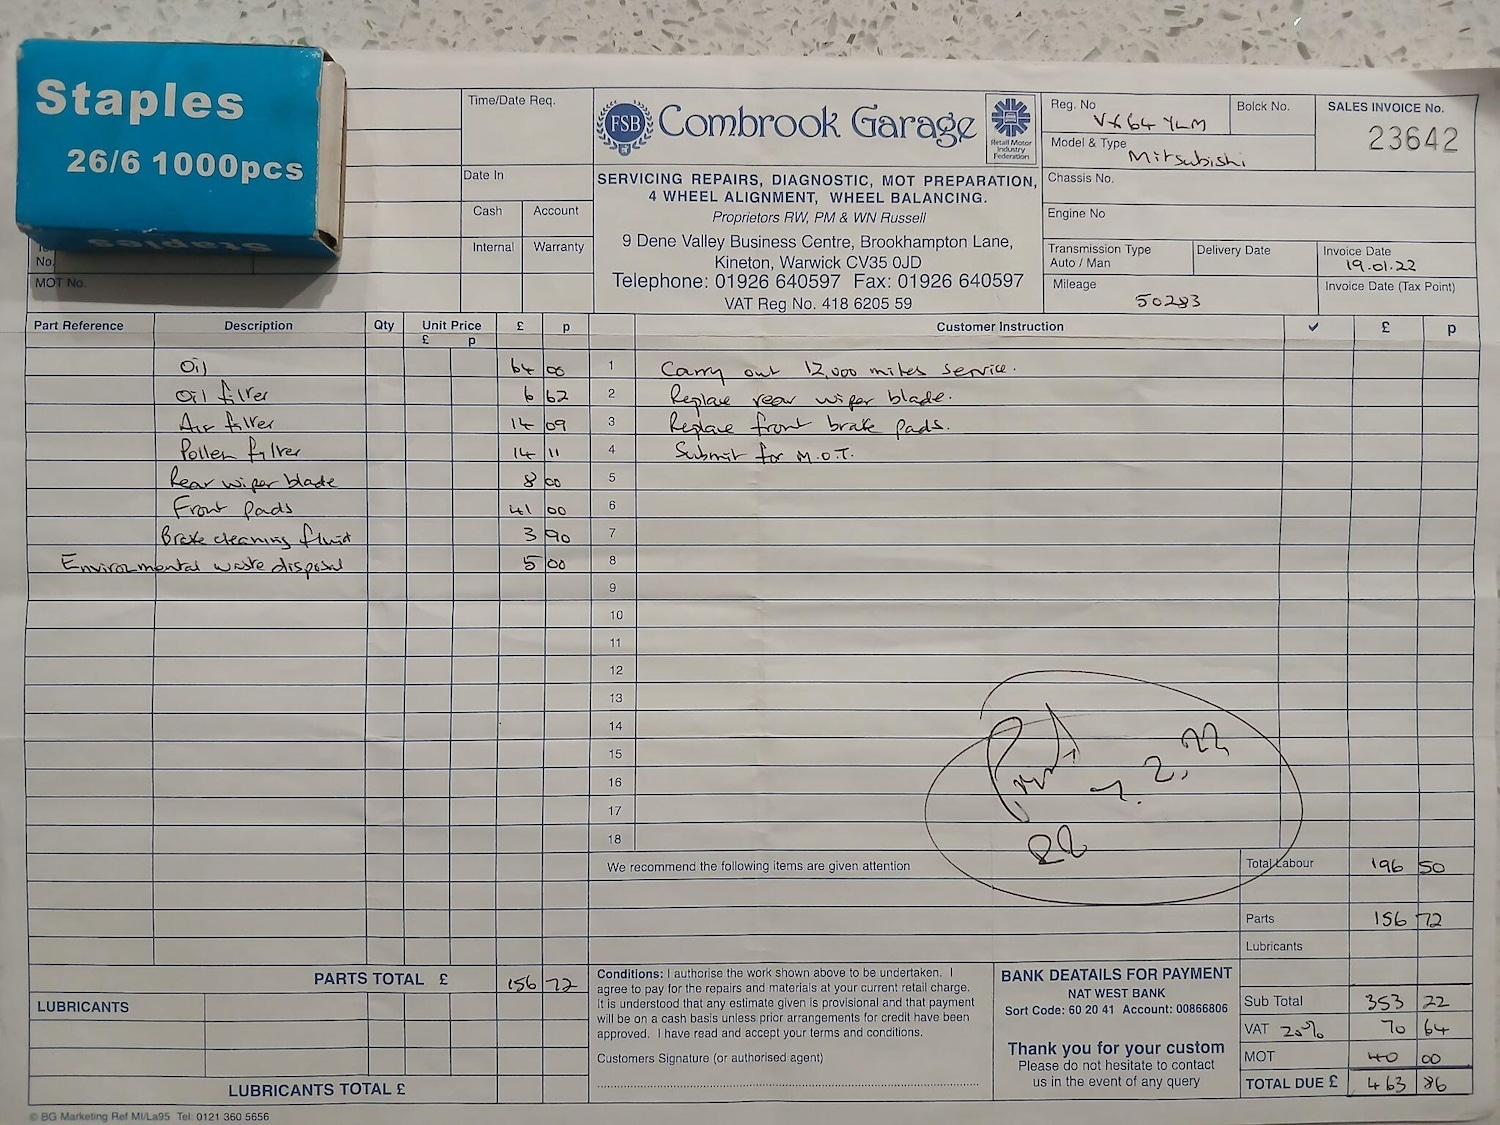 Staples
26/6 1000pcs
Staples
No.
MOT No.
Time/Date Req.
Date In
Cash Account
Internal Warranty
FSB
Combrook Garage
Retail Motor
Industry
Federation
SERVICING REPAIRS, DIAGNOSTIC, MOT PREPARATION,
4 WHEEL ALIGNMENT, WHEEL BALANCING.
Proprietors RW, PM & WN Russell
9 Dene Valley Business Centre, Brookhampton Lane,
Kineton, Warwick CV35 0JD
Telephone: 01926 640597 Fax: 01926 640597
VAT Reg No. 418 6205 59
Reg. No VX64 YLM
Bolck No.
SALES INVOICE No.
23642
Model & Type Mitsubishi
Chassis No.
Engine No
Transmission Type
Auto / Man
Delivery Date
Invoice Date
19.01.22
Mileage 50283
Invoice Date (Tax Point)
Part Reference Description Qty Unit Price £ p
£ p
Oil 64 00
Oil filter 6 62
Air filter 14 09
Pollen filter 14 11
Rear wiper blade 8 00
Front Pads 41 00
Brake cleaning fluid 3 90
Environmental waste disposal 5 00
PARTS TOTAL £ 156 72
LUBRICANTS
LUBRICANTS TOTAL £
Customer Instruction ✓ £ p
1 Carry out 12,000 miles service.
2 Replace rear wiper blade.
3 Replace front brake pads.
4 Submit for M.O.T.
5
6
7
8
9
10
11
12
13
14
15
16
17
18
2.22
We recommend the following items are given attention
Total Labour 196 50
Parts 156 72
Lubricants
Sub Total 353 22
VAT 20% 70 64
MOT 40 00
TOTAL DUE £ 463 86
Conditions: I authorise the work shown above to be undertaken. I
agree to pay for the repairs and materials at your current retail charge.
It is understood that any estimate given is provisional and that payment
will be on a cash basis unless prior arrangements for credit have been
approved. I have read and accept your terms and conditions.
Customers Signature (or authorised agent)
BANK DEATAILS FOR PAYMENT
NAT WEST BANK
Sort Code: 60 20 41 Account: 00866806
Thank you for your custom
Please do not hesitate to contact
us in the event of any query
© BG Marketing Ref MI/La95 Tel: 0121 360 5656